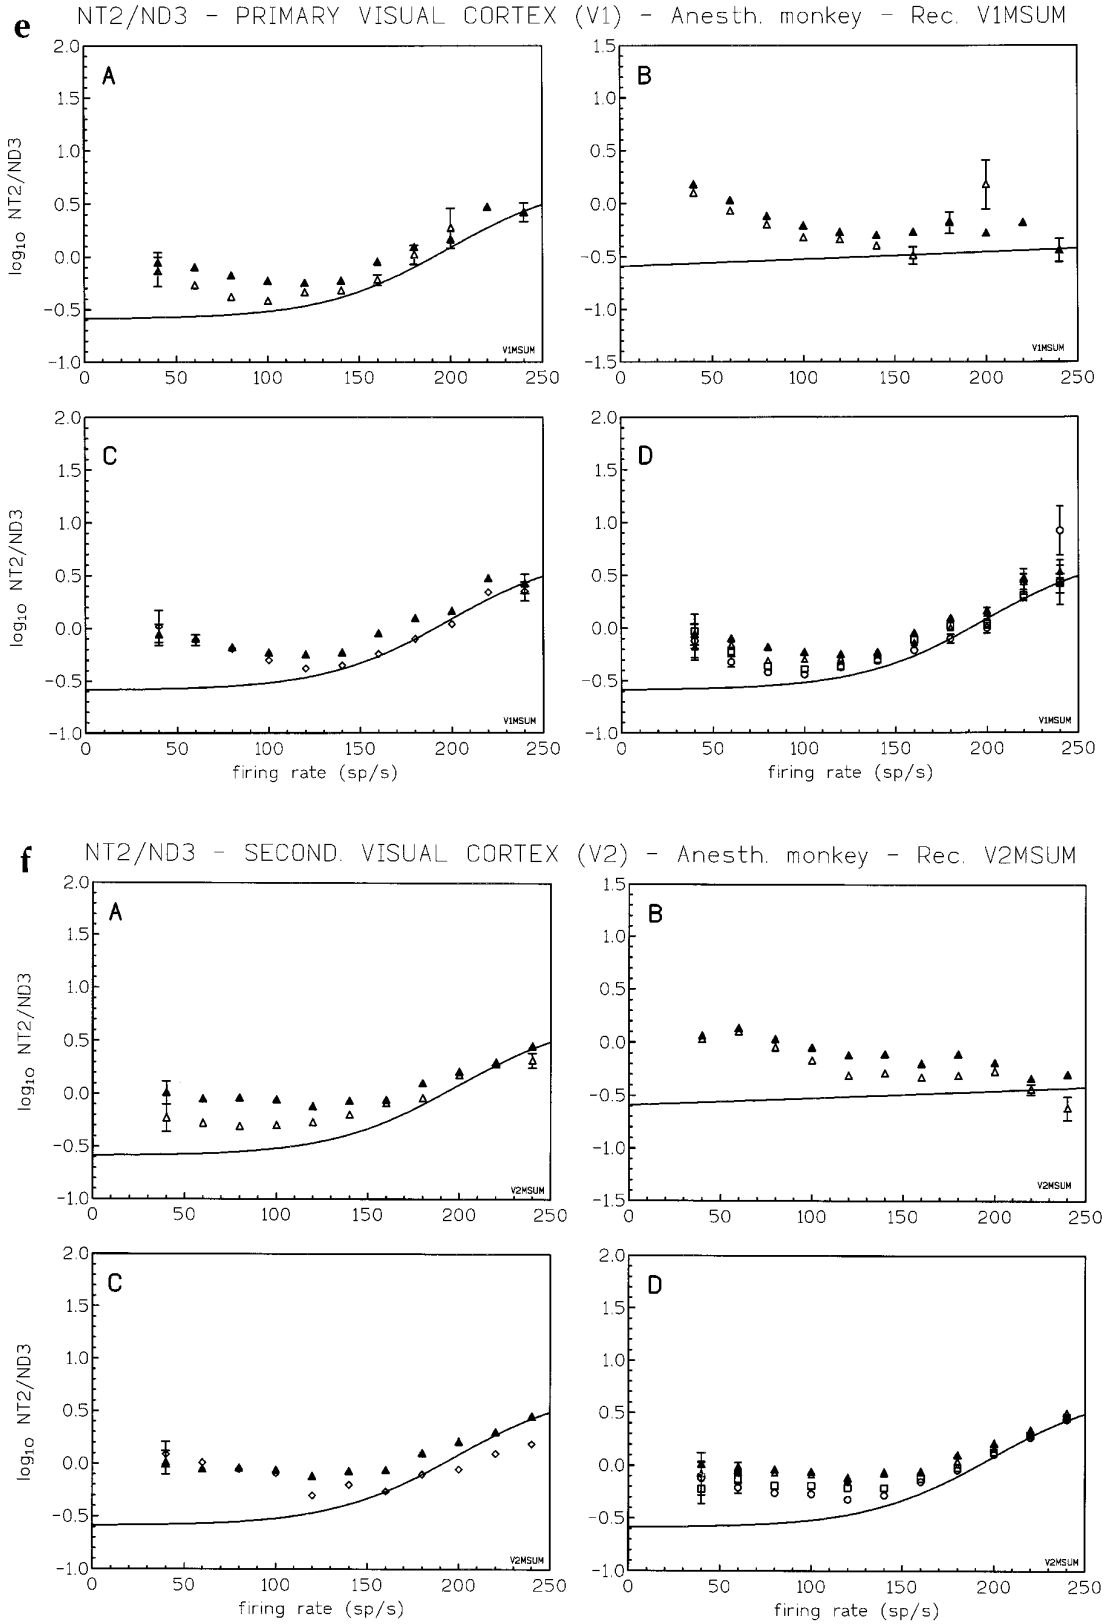 e
NT2/ND3 - PRIMARY VISUAL CORTEX (V1) - Anesth. monkey - Rec. V1MSUM
A
2.0
1.5
1.0
0.5
0.0
-0.5
-1.0
log10 NT2/ND3
V1MSUM
0 50 100 150 200 250
B
1.5
1.0
0.5
0.0
-0.5
-1.0
-1.5
V1MSUM
0 50 100 150 200 250
C
2.0
1.5
1.0
0.5
0.0
-0.5
-1.0
log10 NT2/ND3
V1MSUM
0 50 100 150 200 250
firing rate (sp/s)
D
2.0
1.5
1.0
0.5
0.0
-0.5
-1.0
V1MSUM
0 50 100 150 200 250
firing rate (sp/s)
f
NT2/ND3 - SECOND. VISUAL CORTEX (V2) - Anesth. monkey - Rec. V2MSUM
A
2.0
1.5
1.0
0.5
0.0
-0.5
-1.0
log10 NT2/ND3
V2MSUM
0 50 100 150 200 250
B
1.5
1.0
0.5
0.0
-0.5
-1.0
-1.5
V2MSUM
0 50 100 150 200 250
C
2.0
1.5
1.0
0.5
0.0
-0.5
-1.0
log10 NT2/ND3
V2MSUM
0 50 100 150 200 250
firing rate (sp/s)
D
2.0
1.5
1.0
0.5
0.0
-0.5
-1.0
V2MSUM
0 50 100 150 200 250
firing rate (sp/s)